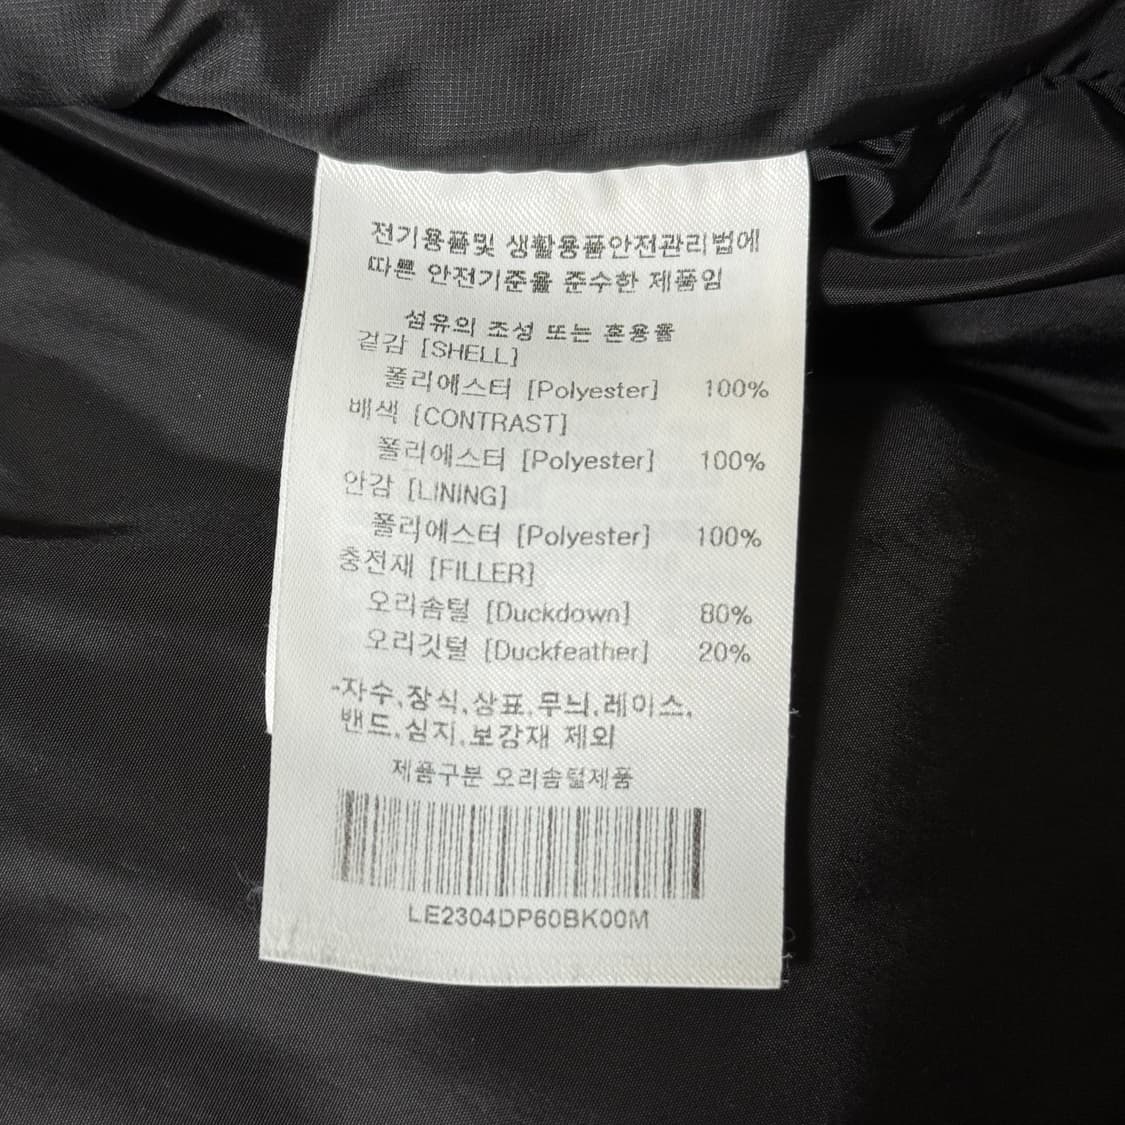 전기용품및 생활용품안전관리법에
따른 안전기준을 준수한 제품임
섬유의 조성 또는 혼용율
겉감 [SHELL]
폴리에스터 [Polyester] 100%
배색 [CONTRAST]
폴리에스터 [Polyester] 100%
안감 [LINING]
폴리에스터 [Polyester] 100%
충전재 [FILLER]
오리솜털 [Duckdown] 80%
오리깃털 [Duckfeather] 20%
-자수,장식,상표,무늬,레이스,
밴드,심지,보강재 제외
제품구분 오리솜털제품
LE2304DP60BK00M